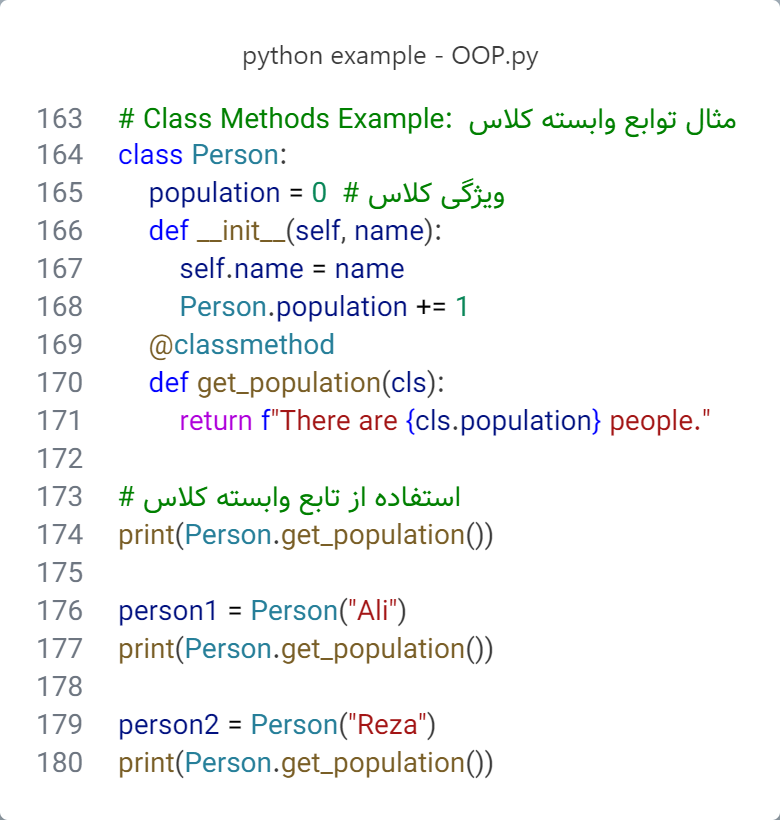 python example - OOP.py
163 # Class Methods Example: مثال توابع وابسته کلاس
164 class Person:
165     population = 0  # ویژگی کلاس
166     def __init__(self, name):
167         self.name = name
168         Person.population += 1
169     @classmethod
170     def get_population(cls):
171         return f"There are {cls.population} people."
172
173 # استفاده از تابع وابسته کلاس
174 print(Person.get_population())
175
176 person1 = Person("Ali")
177 print(Person.get_population())
178
179 person2 = Person("Reza")
180 print(Person.get_population())